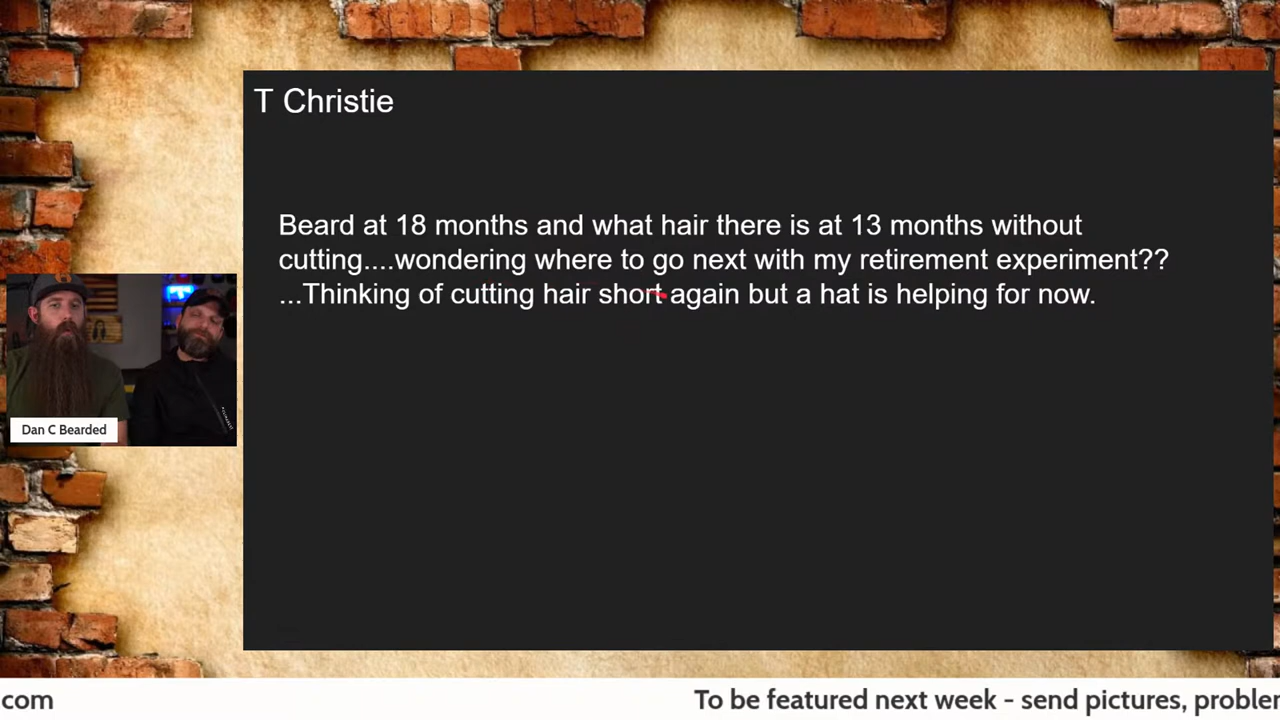 T Christie
Beard at 18 months and what hair there is at 13 months without
cutting....wondering where to go next with my retirement experiment??
...Thinking of cutting hair short again but a hat is helping for now.
Dan C Bearded
.com
To be featured next week - send pictures, problem